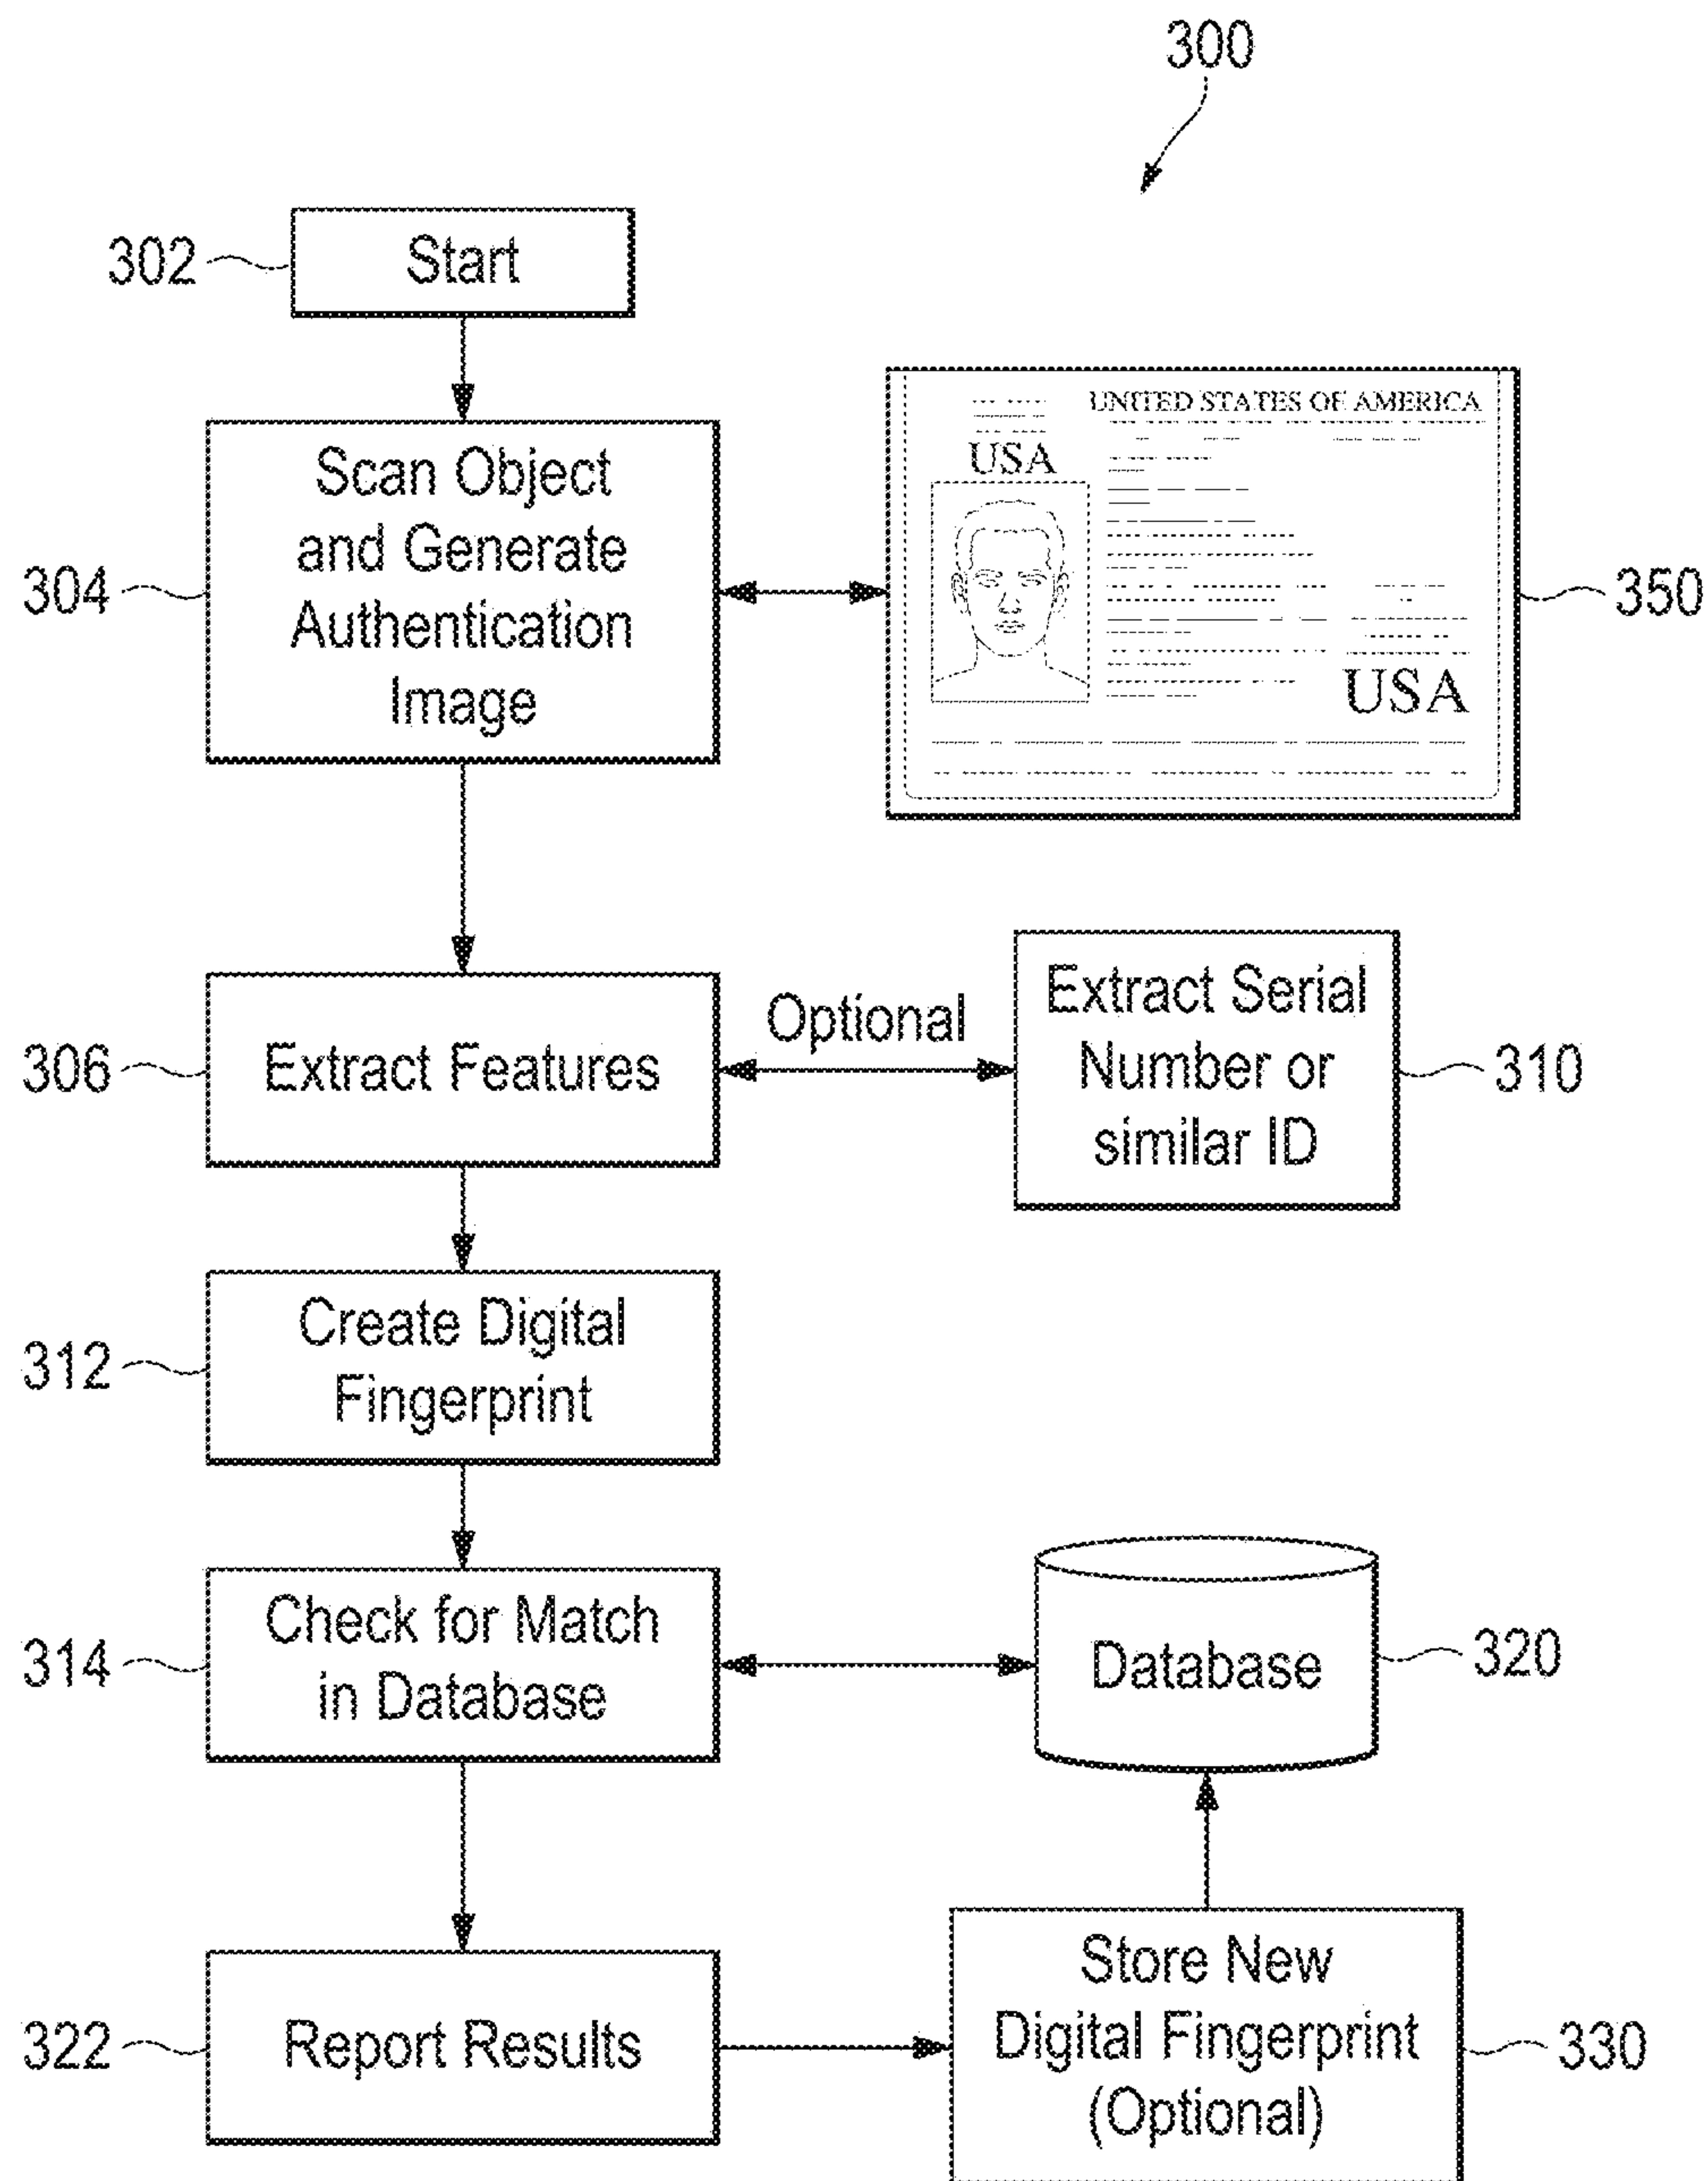 300
302
Start
Scan Object
and Generate
Authentication
Image
304
UNITED STATES OF AMERICA
USA
USA
350
306
Extract Features
Optional
Extract Serial
Number or
similar ID
310
312
Create Digital
Fingerprint
314
Check for Match
in Database
Database
320
322
Report Results
Store New
Digital Fingerprint
(Optional)
330